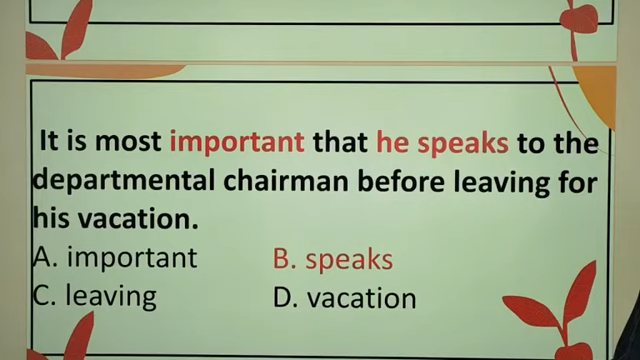 It is most important that he speaks to the
departmental chairman before leaving for
his vacation.
A. important B. speaks
C. leaving D. vacation